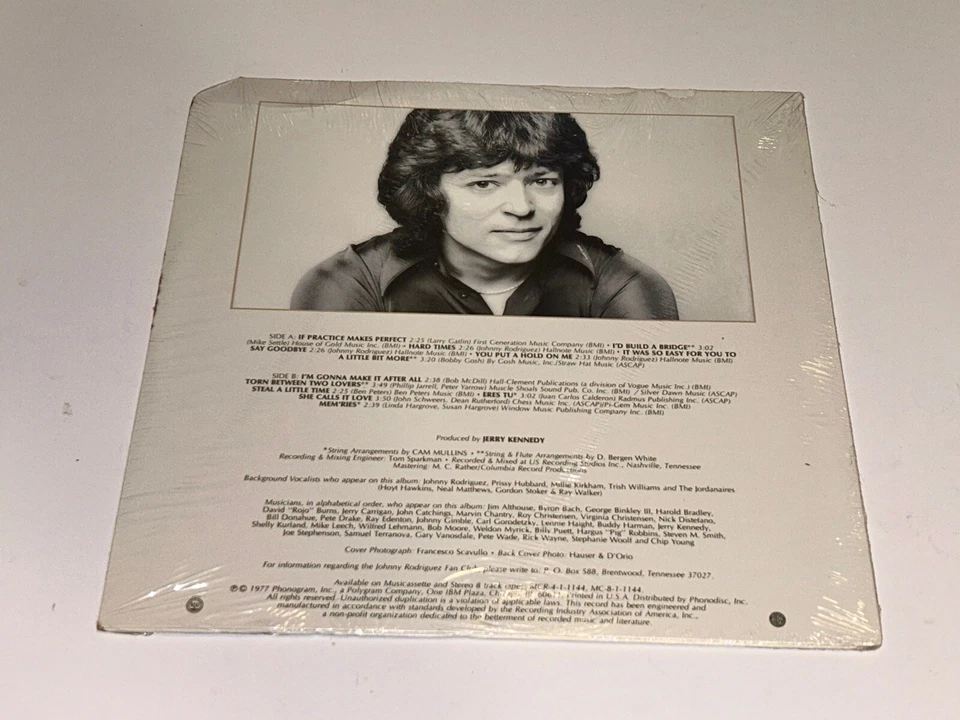 SIDE A: IF PRACTICE MAKES PERFECT 2:25 (Larry Gatlin) First Generation Music Company (BMI) • I'D BUILD A BRIDGE** 3:02
(Mike Settle) House of Gold Music Inc. (BMI) • HARD TIMES 2:26 (Johnny Rodriguez) Hallnote Music (BMI) • IT WAS SO EASY FOR YOU TO
SAY GOODBYE 2:26 (Johnny Rodriguez) Hallnote Music (BMI) • YOU PUT A HOLD ON ME 2:33 (Johnny Rodriguez) Hallnote Music (BMI) •
A LITTLE BIT MORE** 3:20 (Bobby Gosh) By Gosh Music, Inc./Straw Hat Music (ASCAP)
SIDE B: I'M GONNA MAKE IT AFTER ALL 2:38 (Bob McDill) Hall-Clement Publications (a division of Vogue Music Inc.) (BMI)
TORN BETWEEN TWO LOVERS** 3:49 (Phillip Jarrell, Peter Yarrow) Muscle Shoals Sound Pub. Co. Inc. (BMI) / Silver Dawn Music (ASCAP)
STEAL A LITTLE TIME 2:25 (Ben Peters) Ben Peters Music (BMI) • ERES TU* 3:02 (Juan Carlos Calderon) Radmus Publishing Inc. (ASCAP)
SHE CALLS IT LOVE 3:50 (John Schweers, Dean Rutherford) Chess Music Inc. (ASCAP)/Pi-Gem Music Inc. (BMI)
MEM'RIES* 2:39 (Linda Hargrove, Susan Hargrove) Window Music Publishing Company Inc. (BMI)
Produced by JERRY KENNEDY
*String Arrangements by CAM MULLINS • **String & Flute Arrangements by D. Bergen White
Recording & Mixing Engineer: Tom Sparkman • Recorded & Mixed at US Recording Studios Inc., Nashville, Tennessee
Mastering: M. C. Rather/Columbia Record Productions
Background Vocalists who appear on this album: Johnny Rodriguez, Prissy Hubbard, Millie Kirkham, Trish Williams and The Jordanaires
(Hoyt Hawkins, Neal Matthews, Gordon Stoker & Ray Walker)
Musicians, in alphabetical order, who appear on this album: Jim Althouse, Byron Bach, George Binkley III, Harold Bradley,
David "Rojo" Burns, Jerry Carrigan, John Catchings, Marvin Chantry, Roy Christensen, Virginia Christensen, Nick Distefano,
Bill Donahue, Pete Drake, Ray Edenton, Johnny Gimble, Carl Gorodetzky, Lennie Haight, Buddy Harman, Jerry Kennedy,
Shelly Kurland, Mike Leech, Wilfred Lehmann, Bob Moore, Weldon Myrick, Billy Puett, Hargus "Pig" Robbins, Steven M. Smith,
Joe Stephenson, Samuel Terranova, Gary Vanosdale, Pete Wade, Rick Wayne, Stephanie Woolf and Chip Young
Cover Photograph: Francesco Scavullo • Back Cover Photo: Hauser & D'Orio
For information regarding the Johnny Rodriguez Fan Club, please write to: P. O. Box 588, Brentwood, Tennessee 37027.
Available on Musicassette and Stereo 8 track tapes MCR-4-1-1144, MC-8-1-1144
℗© 1977 Phonogram, Inc., a Polygram Company, One IBM Plaza, Chicago, Ill. 60611. Printed in U.S.A. Distributed by Phonodisc, Inc.
All rights reserved. Unauthorized duplication is a violation of applicable laws. This record has been engineered and
manufactured in accordance with standards developed by the Recording Industry Association of America, Inc.,
a non-profit organization dedicated to the betterment of recorded music and literature.